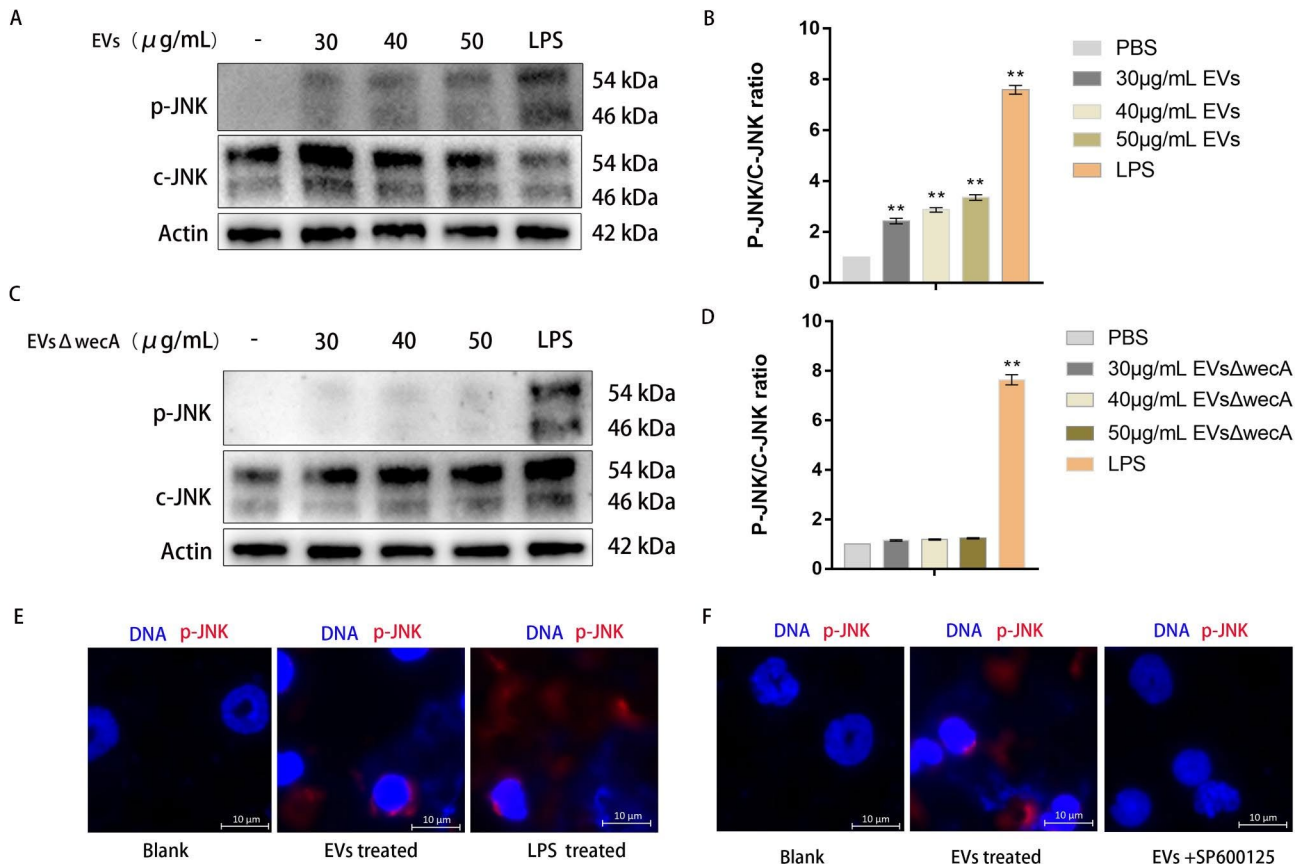 A
EVs (μg/mL) - 30 40 50 LPS
p-JNK
54 kDa
46 kDa
c-JNK
54 kDa
46 kDa
Actin
42 kDa
B
P-JNK/C-JNK ratio
10
8
6
4
2
0
**
**
**
**
PBS
30μg/mL EVs
40μg/mL EVs
50μg/mL EVs
LPS
C
EVsΔwecA (μg/mL) - 30 40 50 LPS
p-JNK
54 kDa
46 kDa
c-JNK
54 kDa
46 kDa
Actin
42 kDa
D
P-JNK/C-JNK ratio
10
8
6
4
2
0
**
PBS
30μg/mL EVsΔwecA
40μg/mL EVsΔwecA
50μg/mL EVsΔwecA
LPS
E
DNA p-JNK
DNA p-JNK
DNA p-JNK
10 μm
10 μm
10 μm
Blank
EVs treated
LPS treated
F
DNA p-JNK
DNA p-JNK
DNA p-JNK
10 μm
10 μm
10 μm
Blank
EVs treated
EVs +SP600125